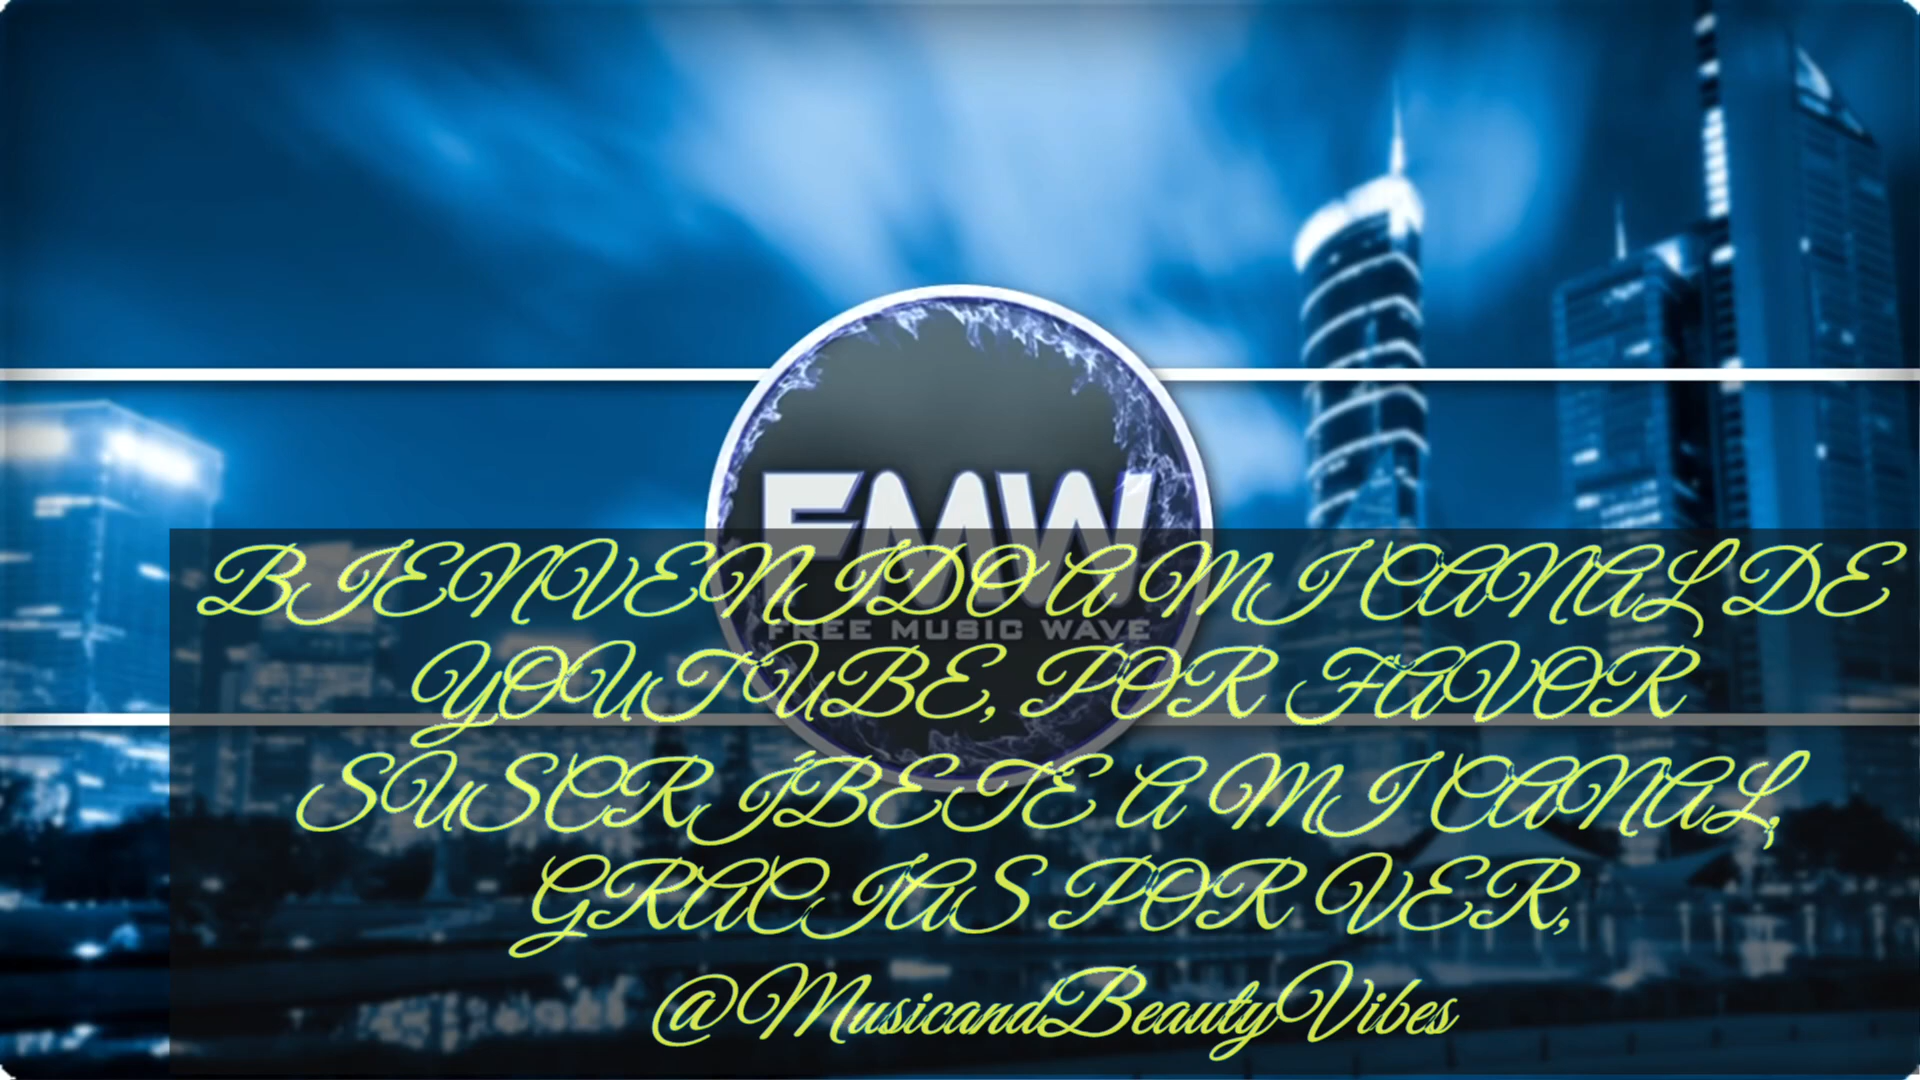 FMW
FREE MUSIC WAVE
BIENVENIDO A MI CANAL DE
YOUTUBE, POR FAVOR
SUSCRÍBETE A MI CANAL,
GRACIAS POR VER,
@MusicandBeautyVibes